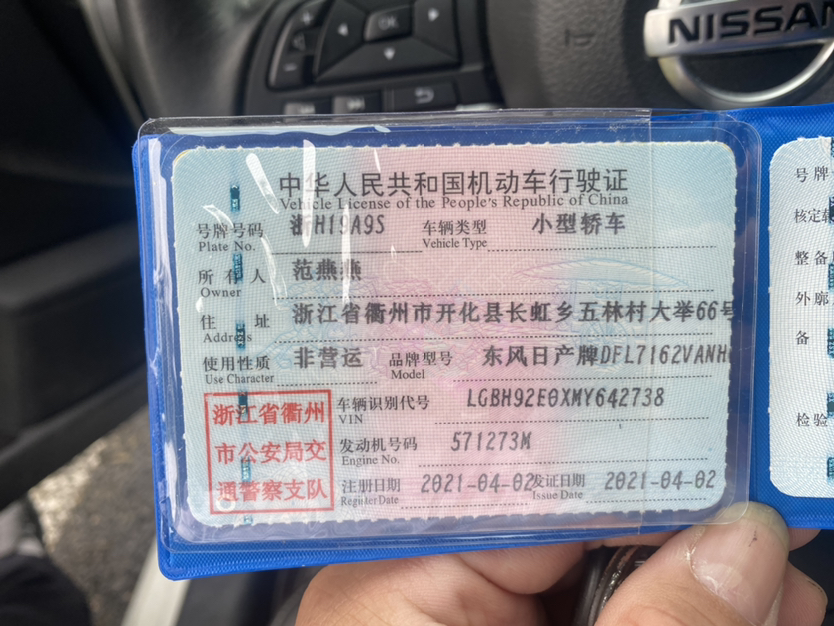 NISSAN
OK
中华人民共和国机动车行驶证
Vehicle License of the People's Republic of China
号牌号码 浙H19A9S 车辆类型 小型轿车
Plate No. Vehicle Type
所有人 范燕燕
Owner
住址 浙江省衢州市开化县长虹乡五林村大举66号
Address
使用性质 非营运 品牌型号 东风日产牌DFL7162VANH
Use Character Model
浙江省衢州
市公安局交
通警察支队
车辆识别代号 LGBH92E0XMY642738
VIN
发动机号码 571273M
Engine No.
注册日期 2021-04-02 发证日期 2021-04-02
Register Date Issue Date
号牌
核定载
整备
外廓
备
检验